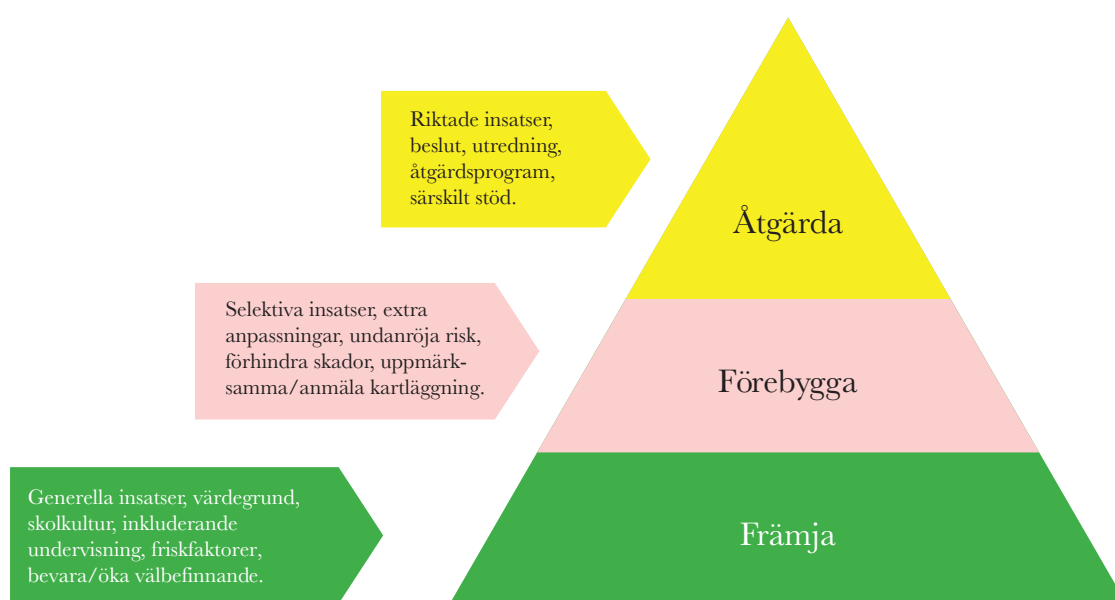 Riktade insatser,
beslut, utredning,
åtgärdsprogram,
särskilt stöd.
Åtgärda
Selektiva insatser, extra
anpassningar, undanröja risk,
förhindra skador, uppmärk-
samma/anmäla kartläggning.
Förebygga
Generella insatser, värdegrund,
skolkultur, inkluderande
undervisning, friskfaktorer,
bevara/öka välbefinnande.
Främja